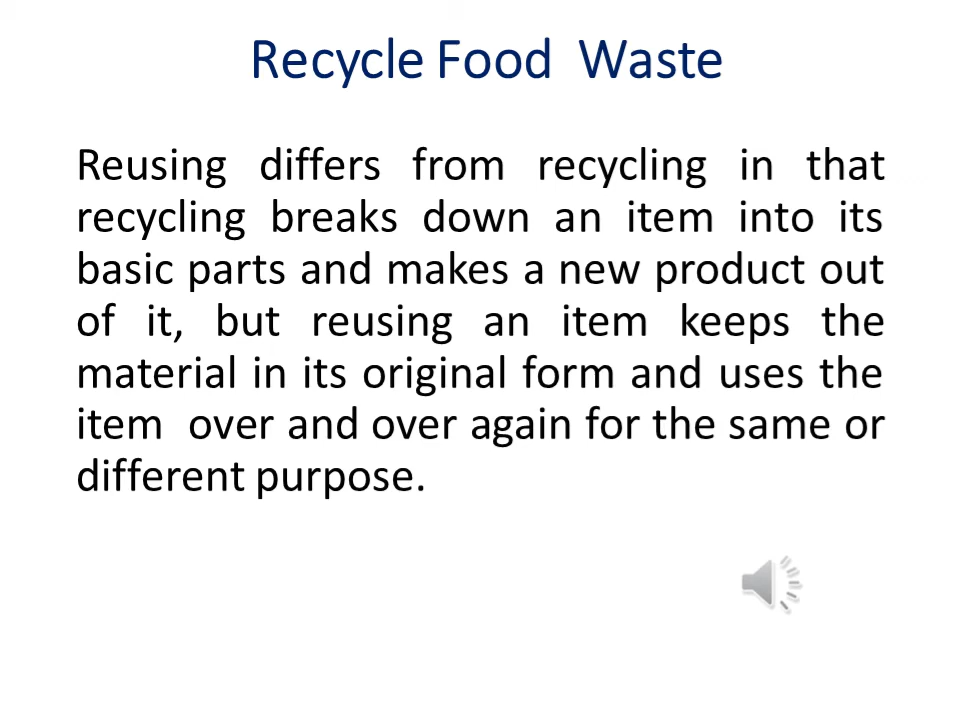 Recycle Food  Waste
Reusing differs from recycling in that
recycling breaks down an item into its
basic parts and makes a new product out
of it, but reusing an item keeps the
material in its original form and uses the
item  over and over again for the same or
different purpose.